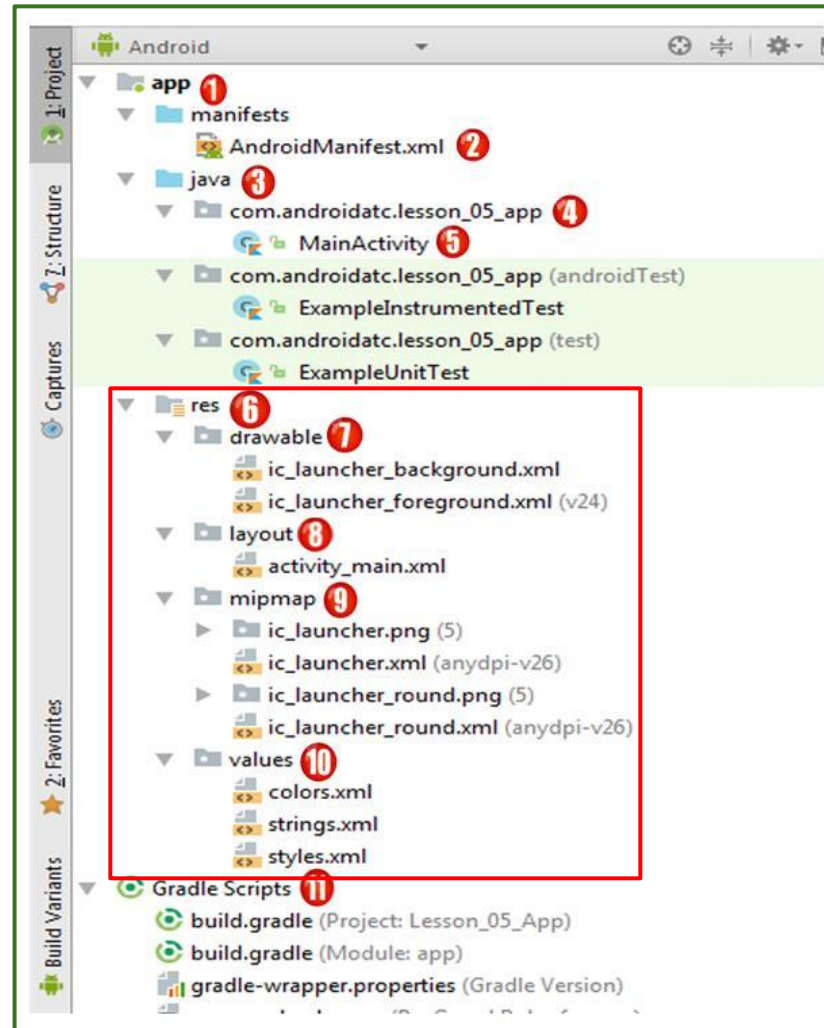 Android
1: Project
7: Structure
Captures
2: Favorites
Build Variants
app 1
manifests
AndroidManifest.xml 2
java 3
com.androidatc.lesson_05_app 4
MainActivity 5
com.androidatc.lesson_05_app (androidTest)
ExampleInstrumentedTest
com.androidatc.lesson_05_app (test)
ExampleUnitTest
res 6
drawable 7
ic_launcher_background.xml
ic_launcher_foreground.xml (v24)
layout 8
activity_main.xml
mipmap 9
ic_launcher.png (5)
ic_launcher.xml (anydpi-v26)
ic_launcher_round.png (5)
ic_launcher_round.xml (anydpi-v26)
values 10
colors.xml
strings.xml
styles.xml
Gradle Scripts 11
build.gradle (Project: Lesson_05_App)
build.gradle (Module: app)
gradle-wrapper.properties (Gradle Version)